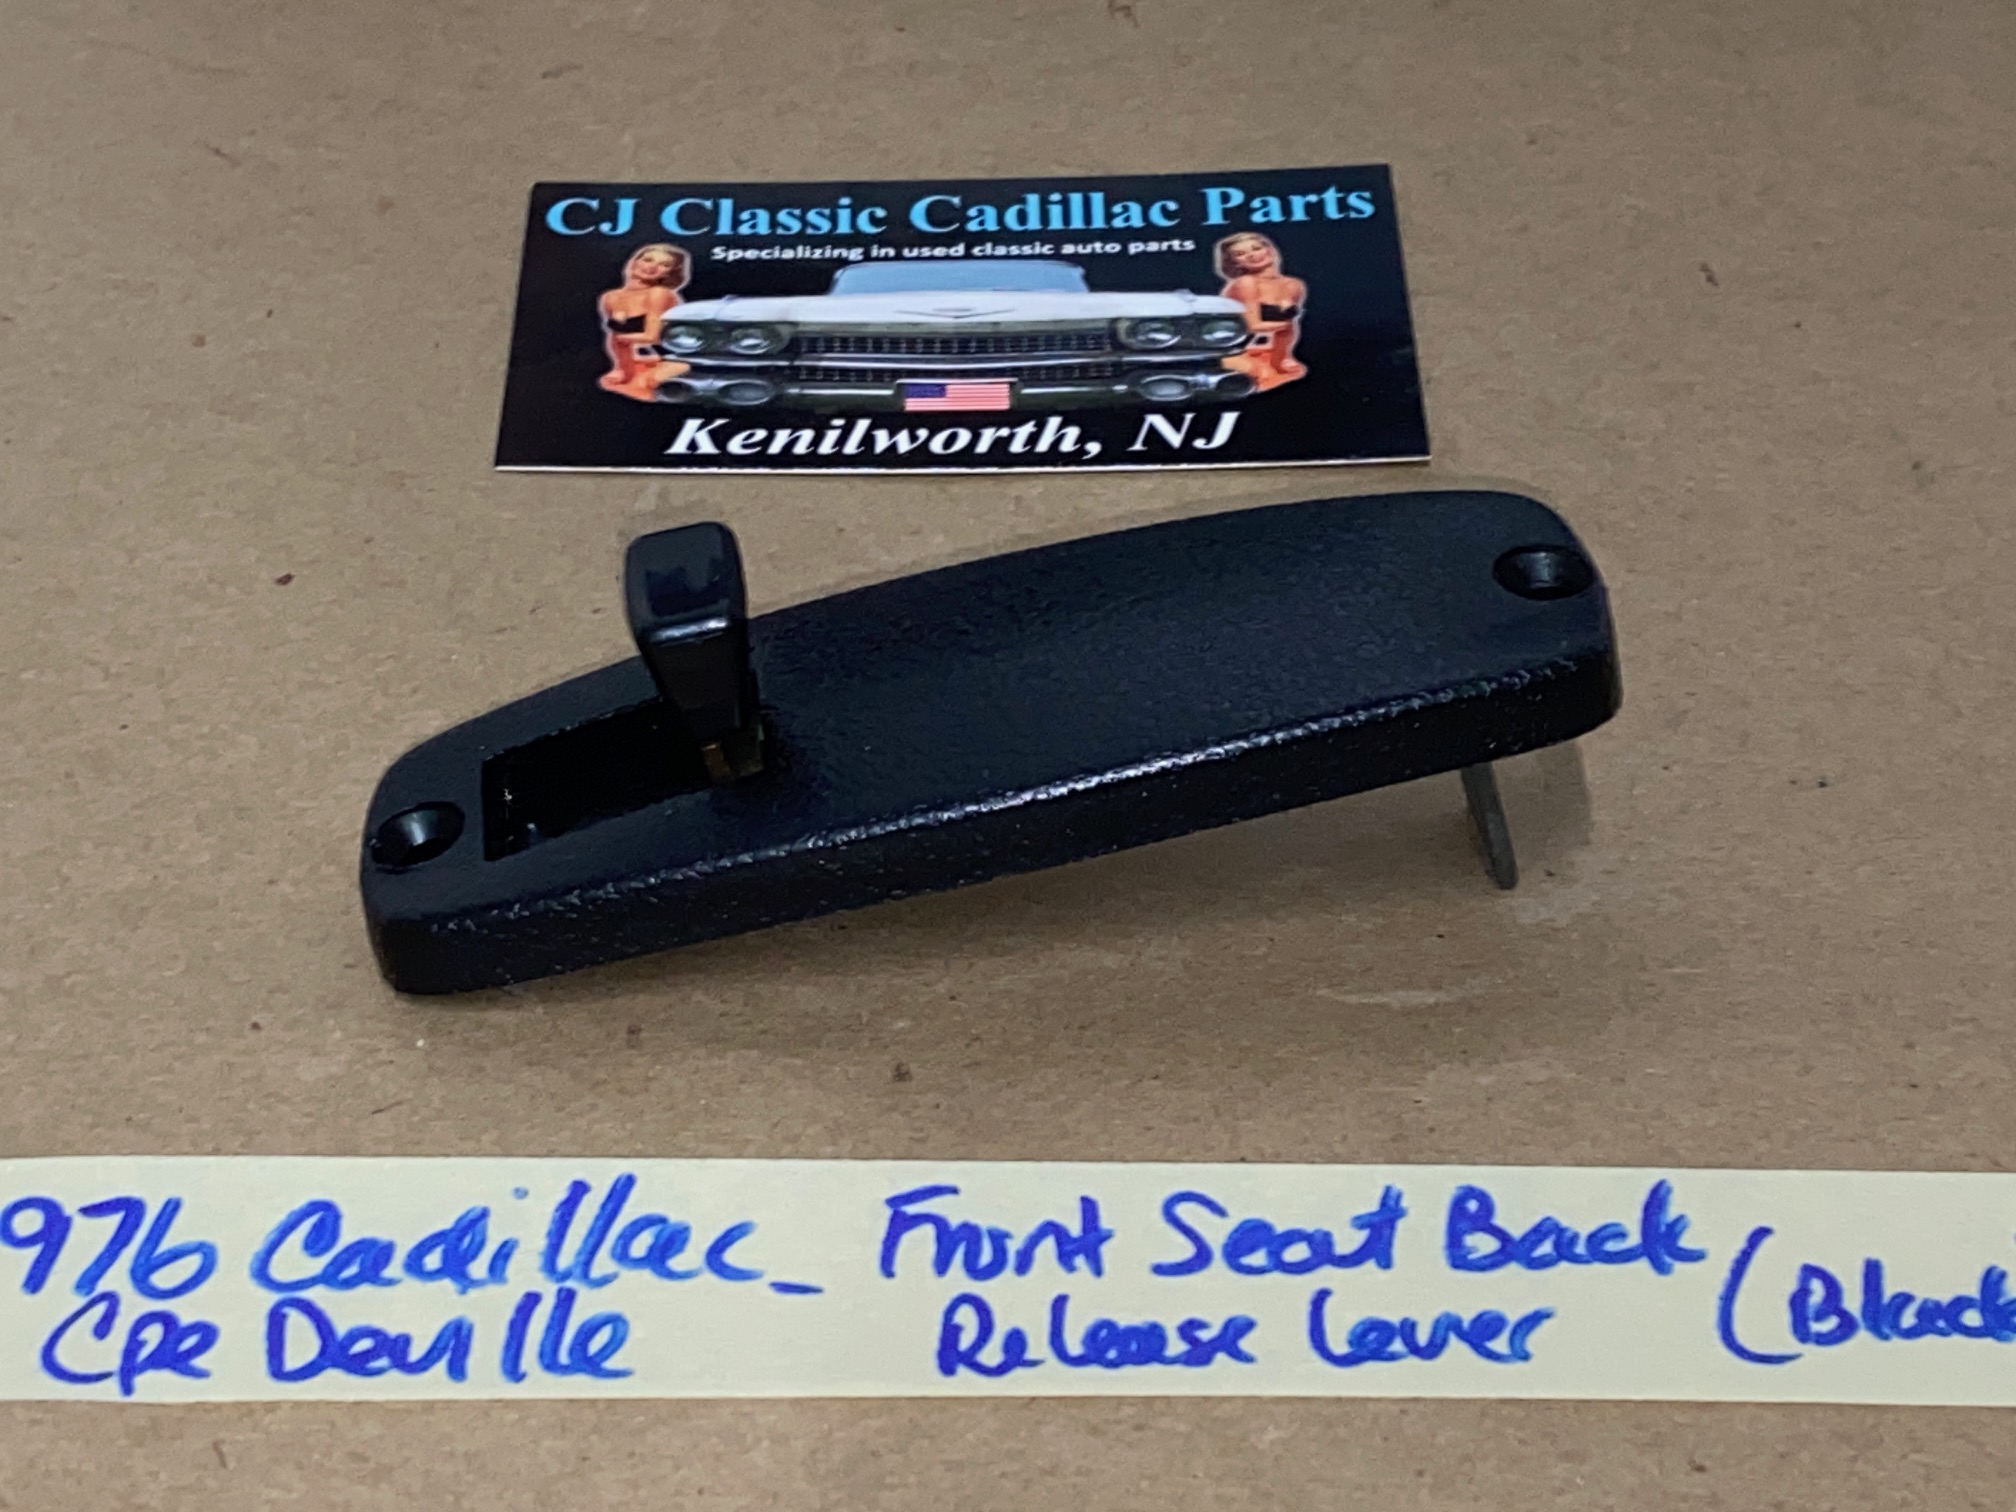 CJ Classic Cadillac Parts
Specializing in used classic auto parts
Kenilworth, NJ
976 Cadillac - Front Seat Back
Cpe Deville Release Lever (Black